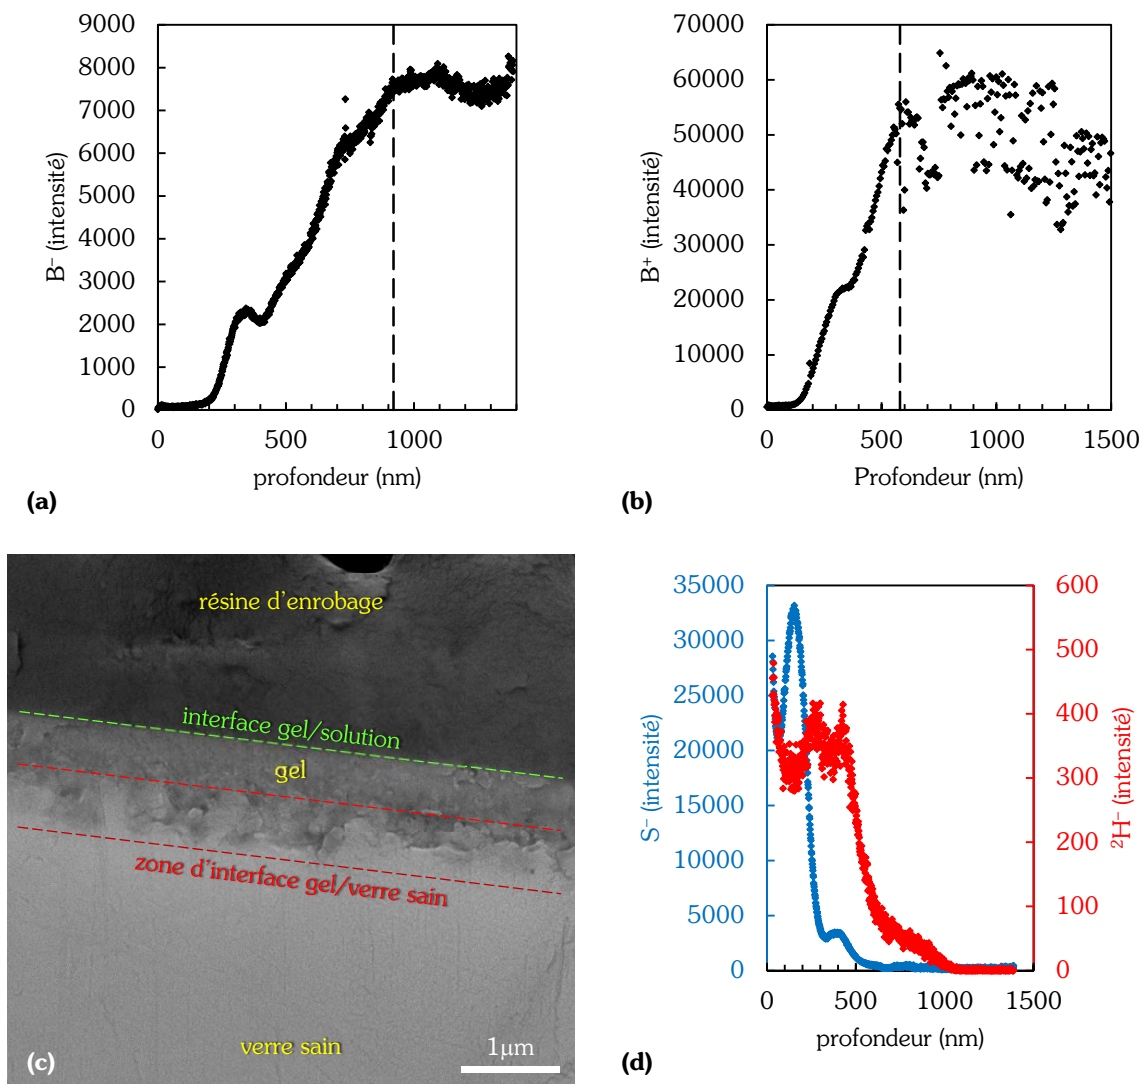 9000
8000
7000
6000
5000
4000
3000
2000
1000
0
B⁻ (intensité)
0 500 1000
profondeur (nm)
(a)
70000
60000
50000
40000
30000
20000
10000
0
B⁺ (intensité)
0 500 1000 1500
Profondeur (nm)
(b)
résine d'enrobage
interface gel/solution
gel
zone d'interface gel/verre sain
verre sain
1µm
(c)
35000
30000
25000
20000
15000
10000
5000
0
S⁻ (intensité)
600
500
400
300
200
100
0
²H⁻ (intensité)
0 500 1000 1500
profondeur (nm)
(d)